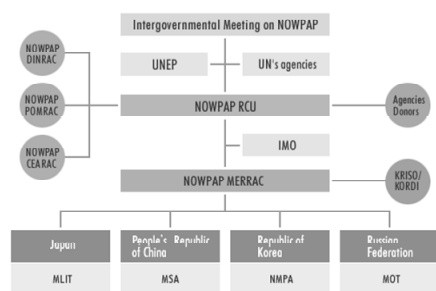 Intergovernmental Meeting on NOWPAP
NOWPAP
DINRAC
UNEP
UN's agencies
NOWPAP
POMRAC
NOWPAP RCU
Agencies
Donors
NOWPAP
CEARAC
IMO
NOWPAP MERRAC
KRISO/
KORDI
Japan
People's Republic
of China
Republic of
Korea
Russian
Federation
MLIT
MSA
NMPA
MOT